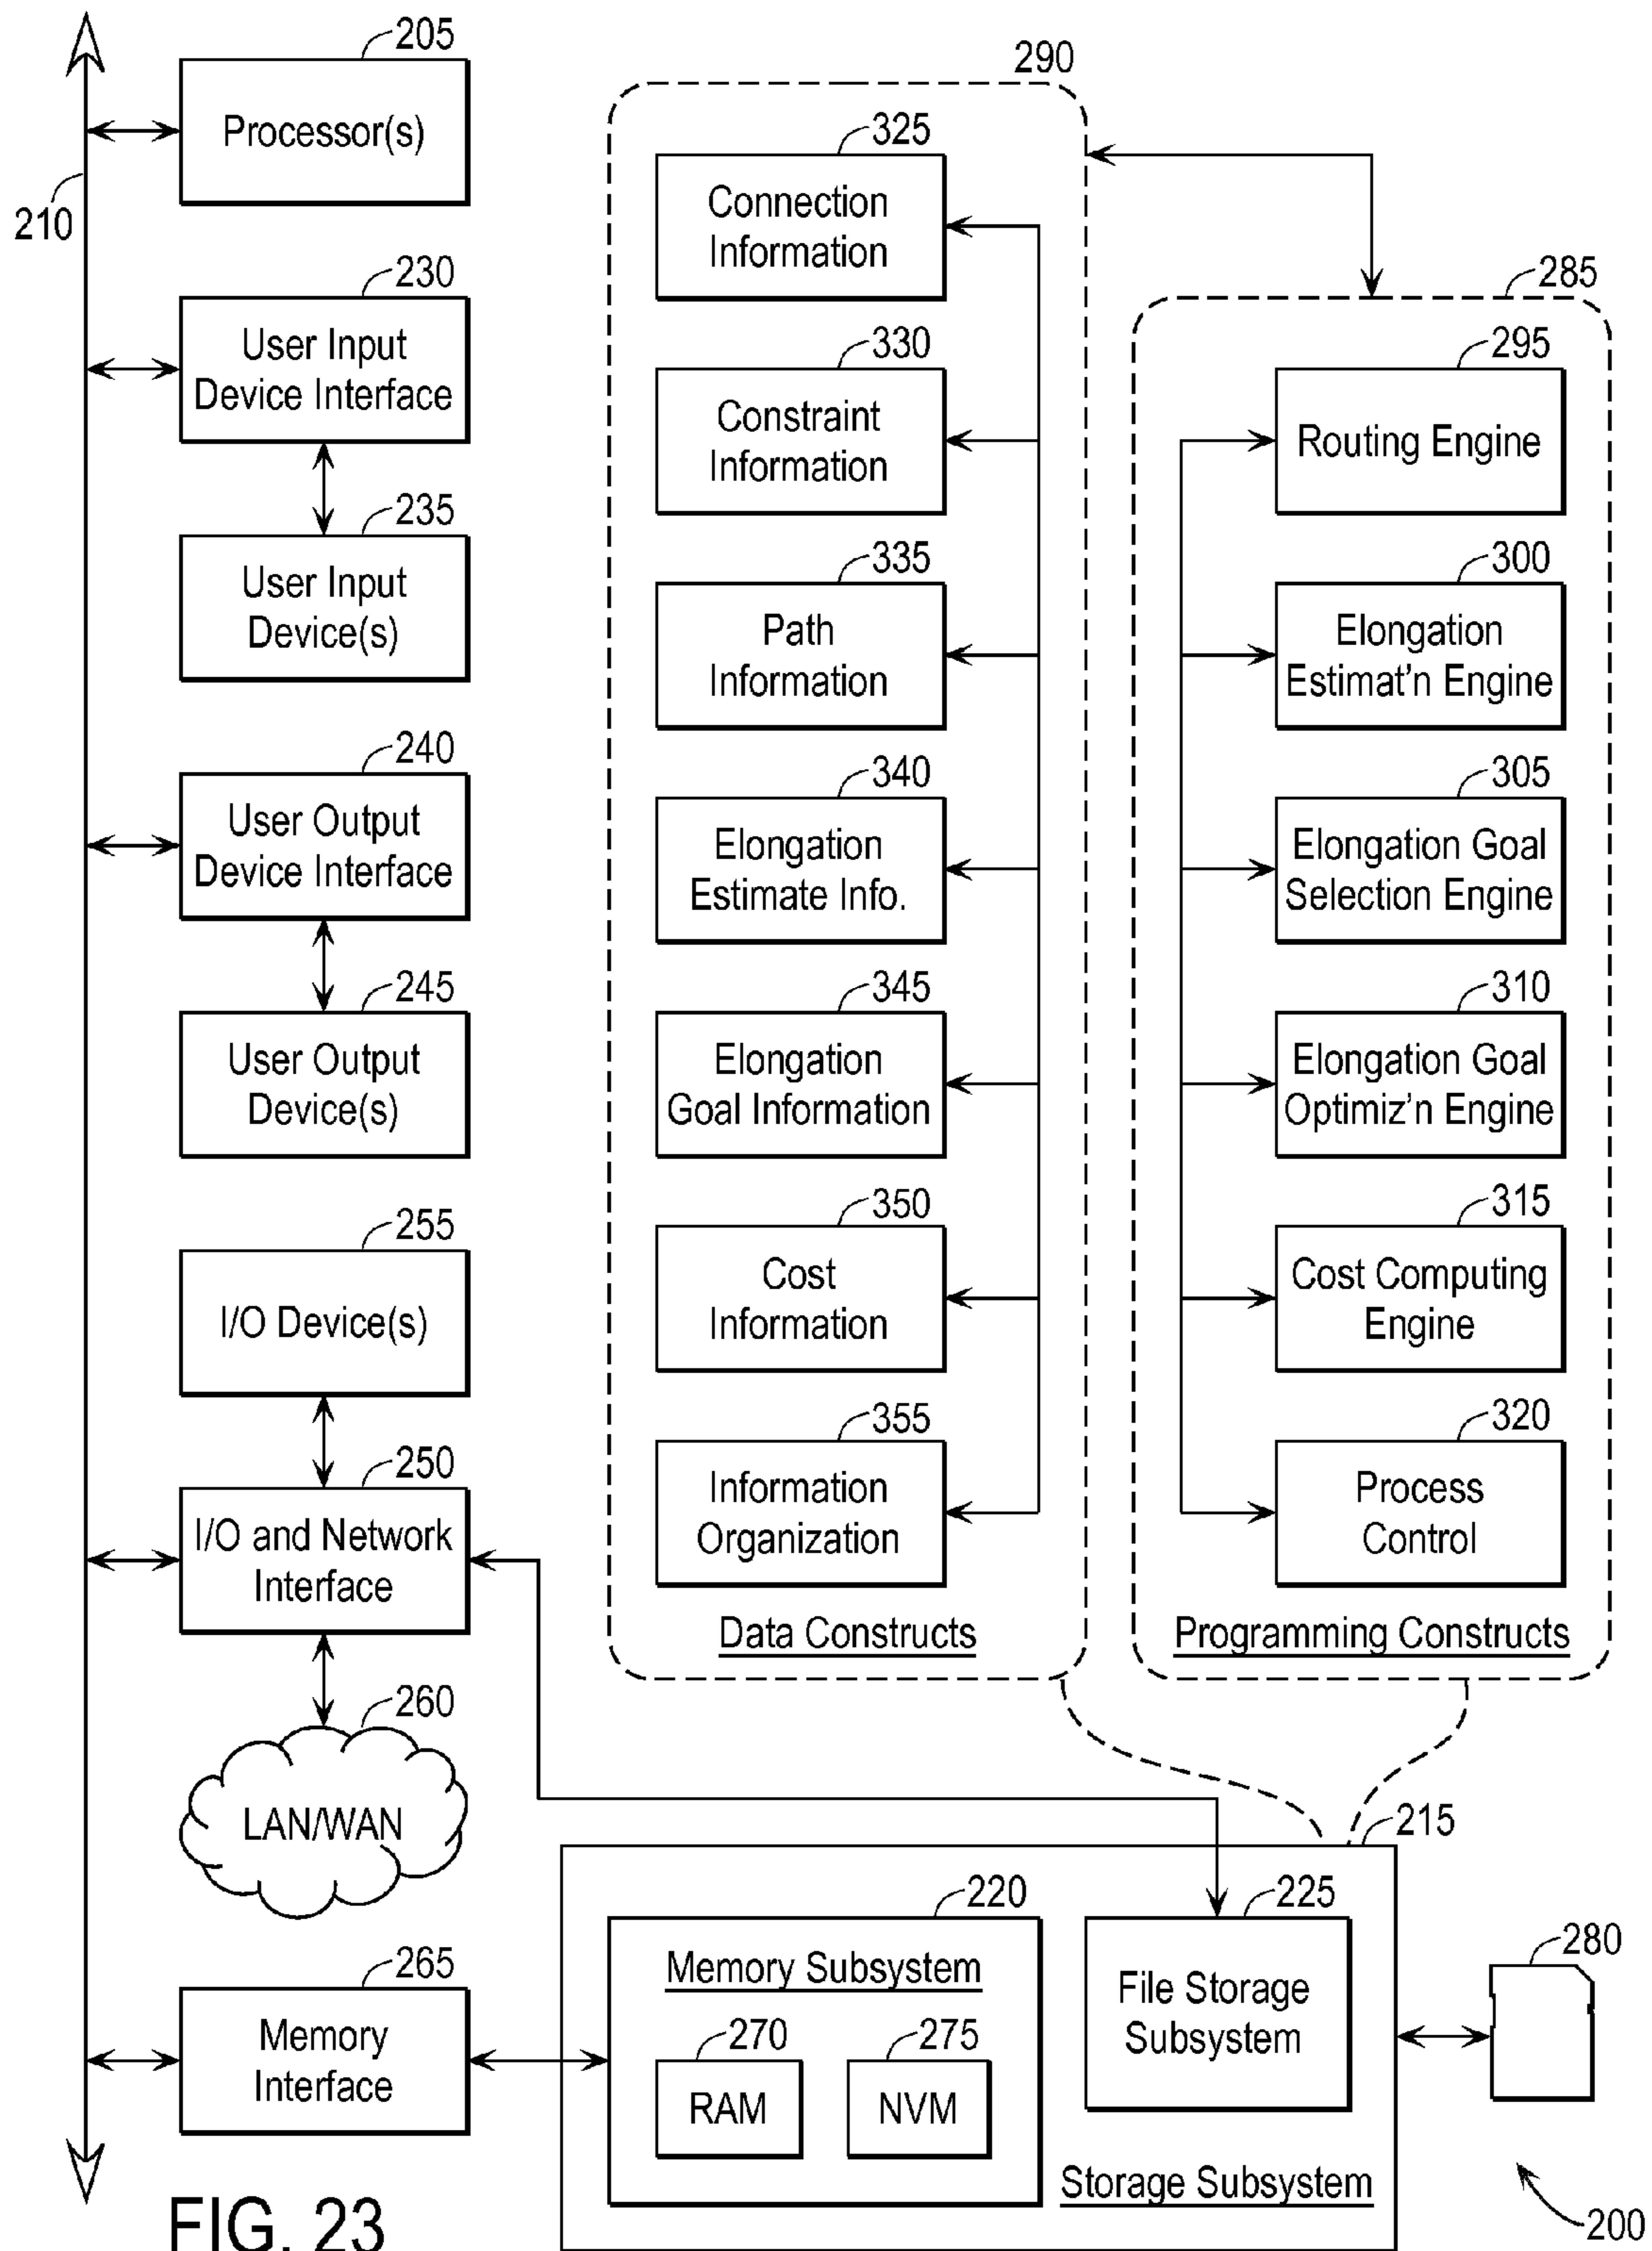 205
Processor(s)
210
230
User Input
Device Interface
235
User Input
Device(s)
240
User Output
Device Interface
245
User Output
Device(s)
255
I/O Device(s)
250
I/O and Network
Interface
260
LAN/WAN
265
Memory
Interface
290
325
Connection
Information
330
Constraint
Information
335
Path
Information
340
Elongation
Estimate Info.
345
Elongation
Goal Information
350
Cost
Information
355
Information
Organization
Data Constructs
285
295
Routing Engine
300
Elongation
Estimat'n Engine
305
Elongation Goal
Selection Engine
310
Elongation Goal
Optimiz'n Engine
315
Cost Computing
Engine
320
Process
Control
Programming Constructs
215
220
Memory Subsystem
270
RAM
275
NVM
225
File Storage
Subsystem
Storage Subsystem
280
200
FIG. 23